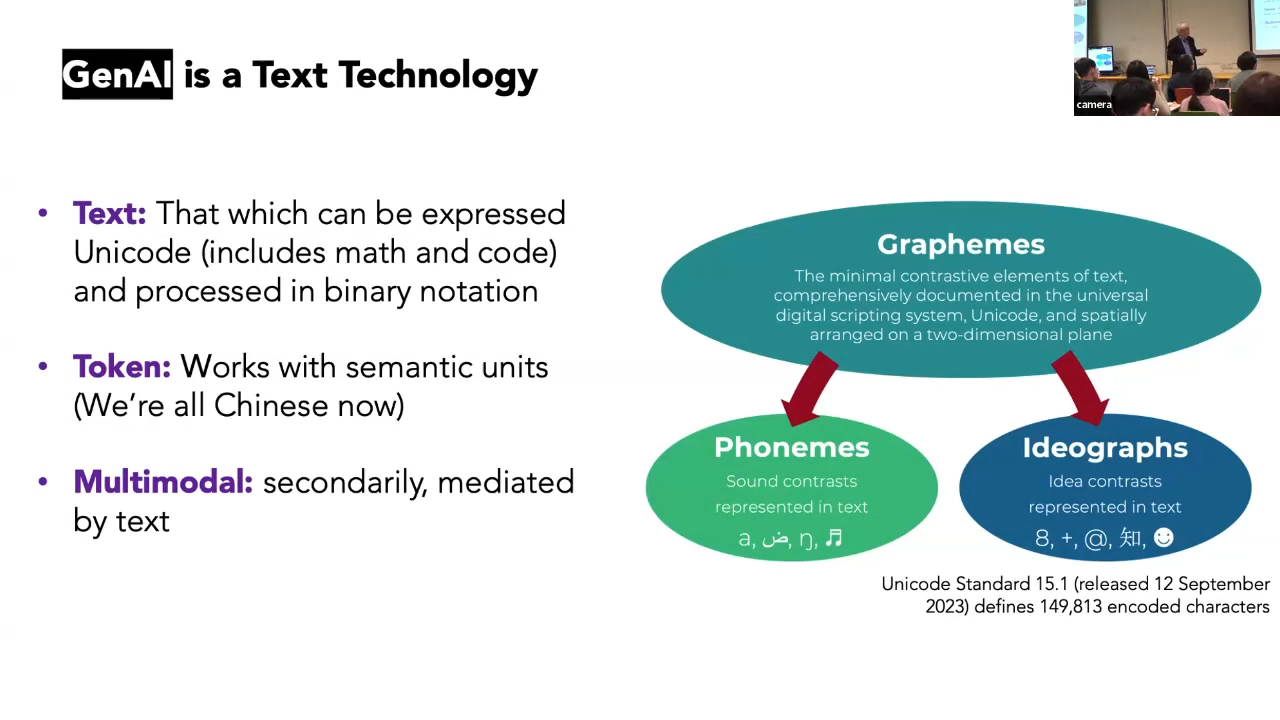 GenAI is a Text Technology
camera
• Text: That which can be expressed
Unicode (includes math and code)
and processed in binary notation
• Token: Works with semantic units
(We're all Chinese now)
• Multimodal: secondarily, mediated
by text
Graphemes
The minimal contrastive elements of text,
comprehensively documented in the universal
digital scripting system, Unicode, and spatially
arranged on a two-dimensional plane
Phonemes
Sound contrasts
represented in text
a, ض, ŋ, ♬
Ideographs
Idea contrasts
represented in text
8, +, @, 知, ☻
Unicode Standard 15.1 (released 12 September
2023) defines 149,813 encoded characters